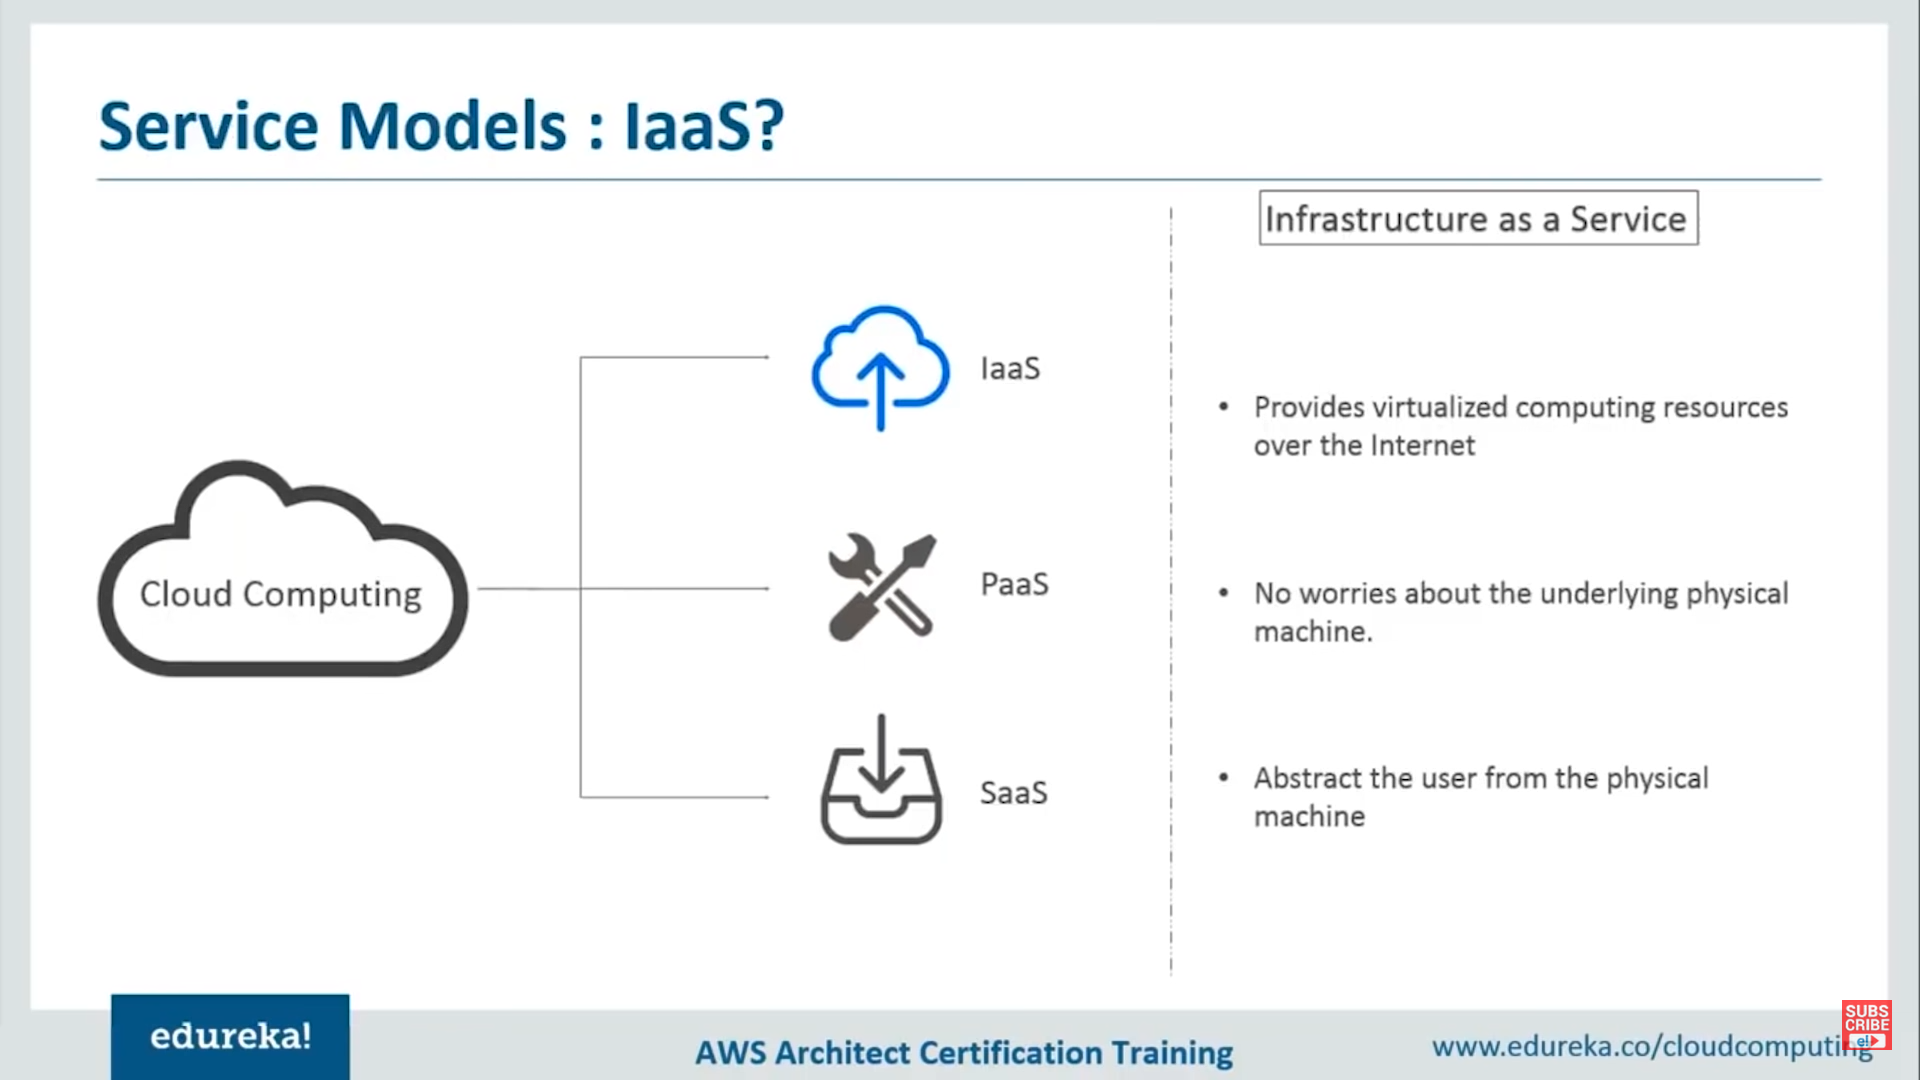 Service Models : IaaS?
Infrastructure as a Service
Cloud Computing
IaaS
PaaS
SaaS
• Provides virtualized computing resources
over the Internet
• No worries about the underlying physical
machine.
• Abstract the user from the physical
machine
edureka!
AWS Architect Certification Training
www.edureka.co/cloudcomputing
SUBS
CRIBE
e!